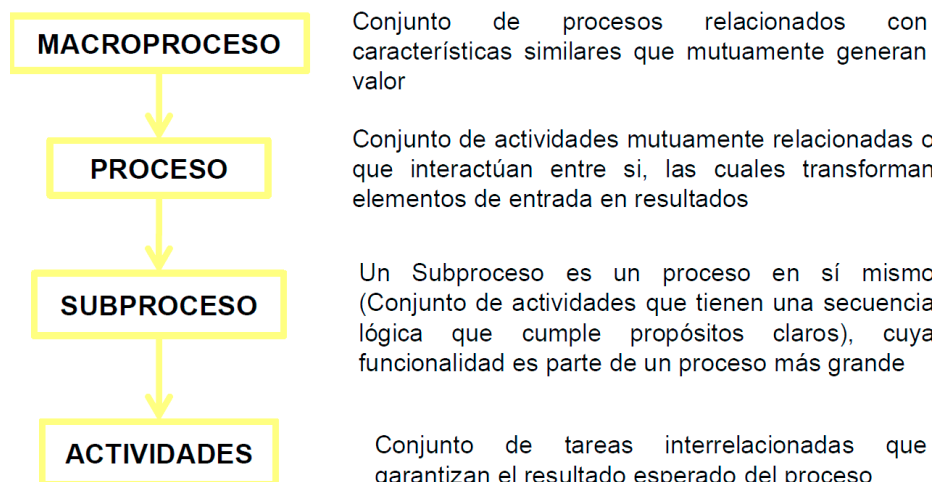 MACROPROCESO
Conjunto de procesos relacionados con
características similares que mutuamente generan
valor
PROCESO
Conjunto de actividades mutuamente relacionadas o
que interactúan entre si, las cuales transforman
elementos de entrada en resultados
SUBPROCESO
Un Subproceso es un proceso en sí mismo
(Conjunto de actividades que tienen una secuencia
lógica que cumple propósitos claros), cuya
funcionalidad es parte de un proceso más grande
ACTIVIDADES
Conjunto de tareas interrelacionadas que
garantizan el resultado esperado del proceso